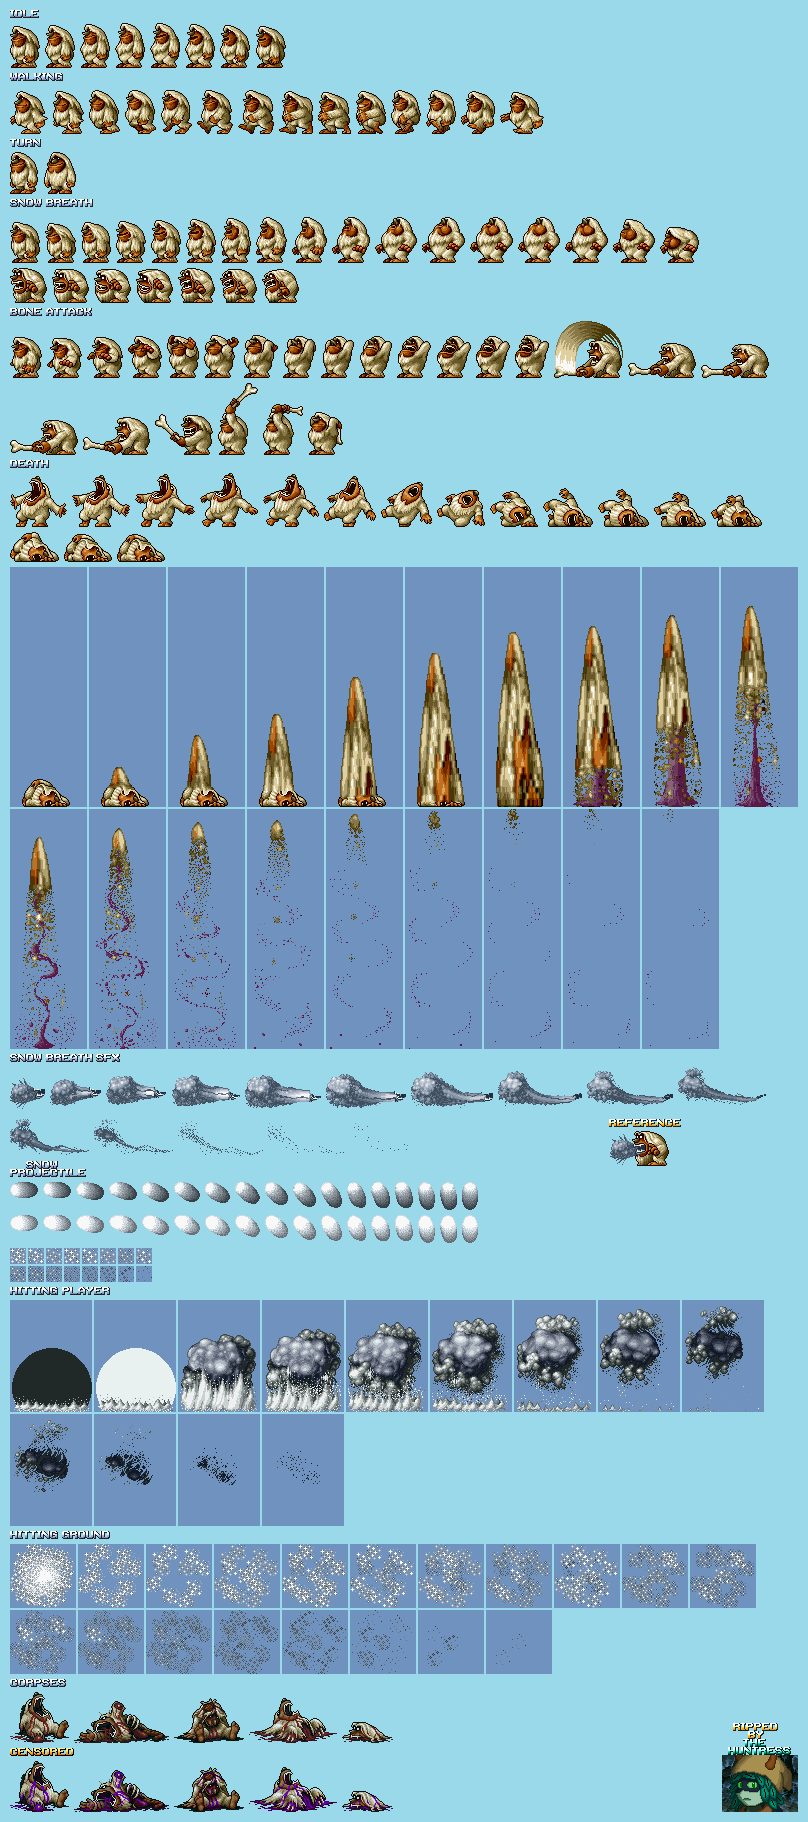 IDLE
WALKING
TURN
SNOW BREATH
BONE ATTACK
DEATH
SNOW BREATH SFX
REFERENCE
SNOW
PROJECTILE
HITTING PLAYER
HITTING GROUND
CORPSES
CENSORED
RIPPED
BY
THE
HUNTRESS